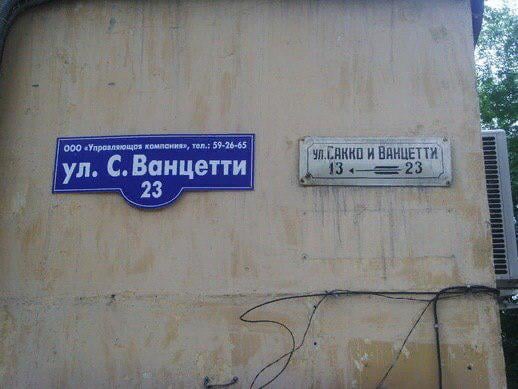 ООО «Управляющая компания», тел.: 59-26-65
ул. С. Ванцетти
23
ул. Сакко и Ванцетти
13 ← 23